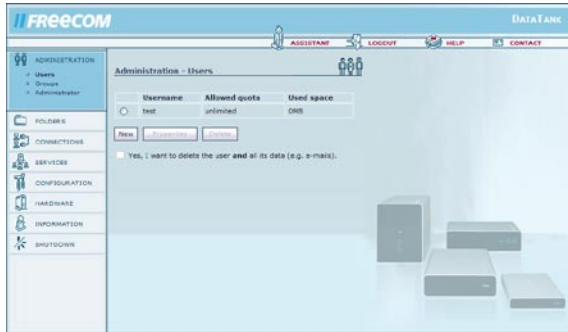 FREECOM
DATATANK
ASSISTANT LOGOUT HELP CONTACT
ADMINISTRATION
Users
Groups
Administrator
FOLDERS
CONNECTIONS
SERVICES
CONFIGURATION
HARDWARE
INFORMATION
SHUTDOWN
Administration - Users
Username Allowed quota Used space
test unlimited 0MB
New Properties Delete
Yes, I want to delete the user and all its data (e.g. e-mails).